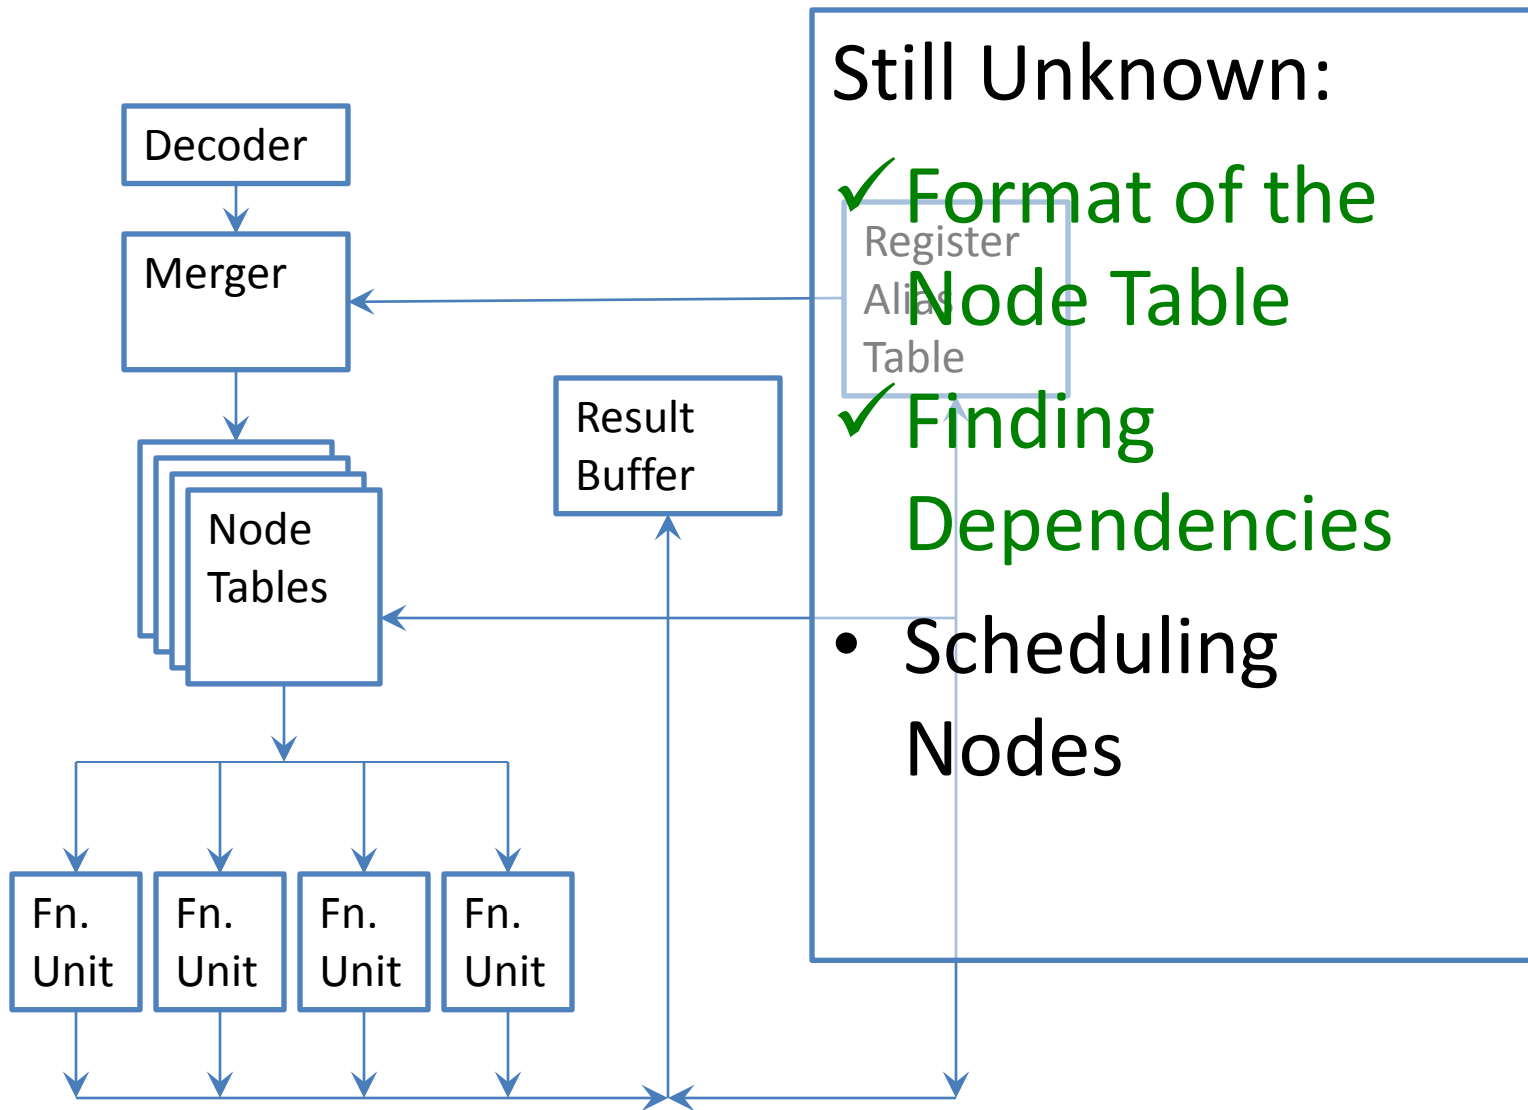 Decoder
Merger
Node
Tables
Fn.
Unit
Fn.
Unit
Fn.
Unit
Fn.
Unit
Result
Buffer
Register
Alias
Table
Still Unknown:
✓ Format of the
Node Table
✓ Finding
Dependencies
• Scheduling
Nodes